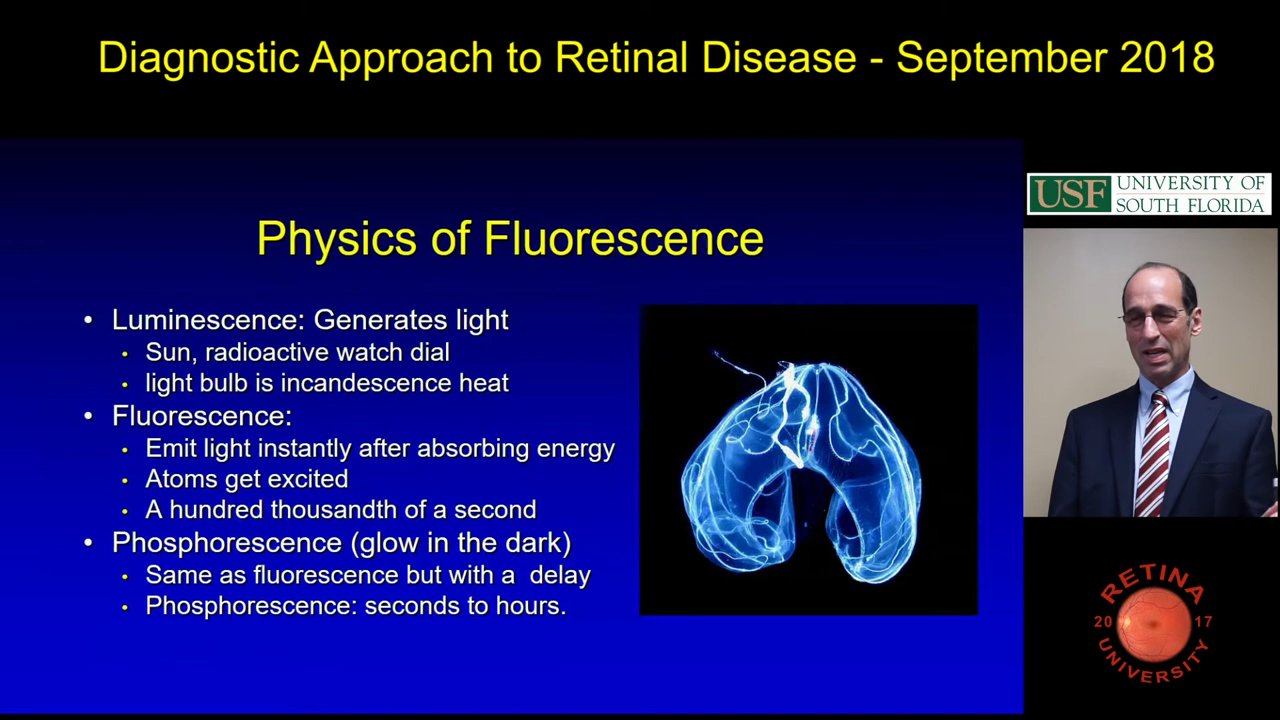 Diagnostic Approach to Retinal Disease - September 2018
Physics of Fluorescence
• Luminescence: Generates light
• Sun, radioactive watch dial
• light bulb is incandescence heat
• Fluorescence:
• Emit light instantly after absorbing energy
• Atoms get excited
• A hundred thousandth of a second
• Phosphorescence (glow in the dark)
• Same as fluorescence but with a delay
• Phosphorescence: seconds to hours.
USF
UNIVERSITY OF
SOUTH FLORIDA
RETINA
20 17
UNIVERSITY